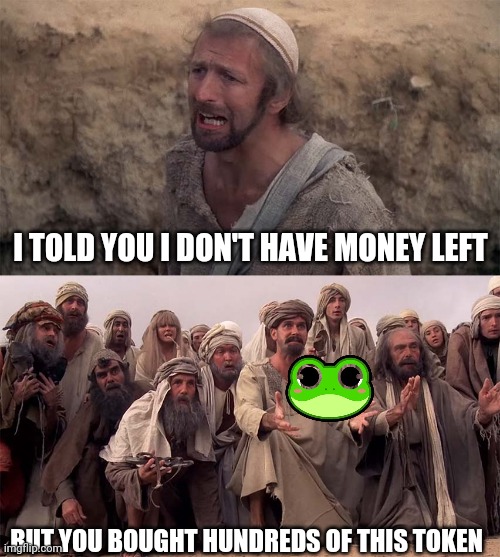 I TOLD YOU I DON'T HAVE MONEY LEFT
BUT YOU BOUGHT HUNDREDS OF THIS TOKEN
imgflip.com